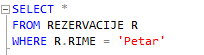 SELECT *
FROM REZERVACIJE R
WHERE R.RIME = 'Petar'